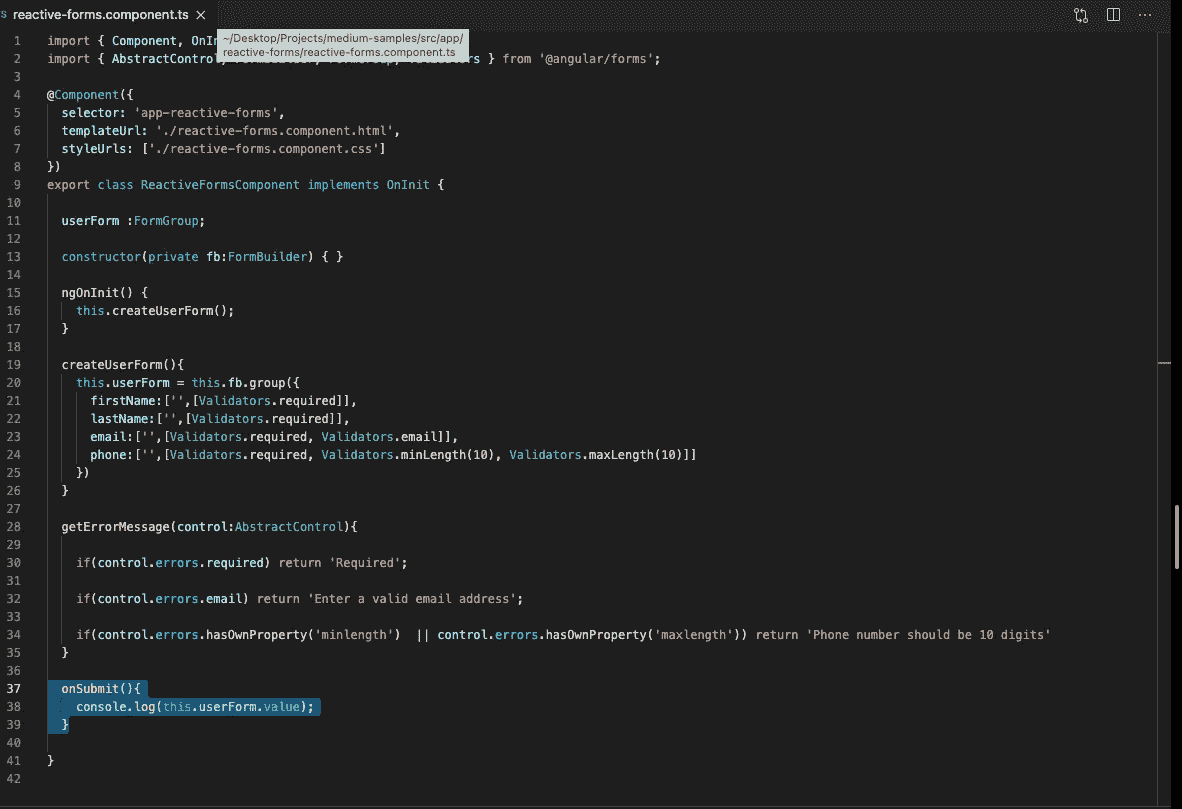 reactive-forms.component.ts
~/Desktop/Projects/medium-samples/src/app/
reactive-forms/reactive-forms.component.ts
1 import { Component,
2 import { AbstractControl } from '@angular/forms';
3
4 @Component({
5 selector: 'app-reactive-forms',
6 templateUrl: './reactive-forms.component.html',
7 styleUrls: ['./reactive-forms.component.css']
8 })
9 export class ReactiveFormsComponent implements OnInit {
10
11 userForm :FormGroup;
12
13 constructor(private fb:FormBuilder) { }
14
15 ngOnInit() {
16 this.createUserForm();
17 }
18
19 createUserForm(){
20 this.userForm = this.fb.group({
21 firstName:['',[Validators.required]],
22 lastName:['',[Validators.required]],
23 email:['',[Validators.required, Validators.email]],
24 phone:['',[Validators.required, Validators.minLength(10), Validators.maxLength(10)]]
25 })
26 }
27
28 getErrorMessage(control:AbstractControl){
29
30 if(control.errors.required) return 'Required';
31
32 if(control.errors.email) return 'Enter a valid email address';
33
34 if(control.errors.hasOwnProperty('minlength') || control.errors.hasOwnProperty('maxlength')) return 'Phone number should be 10 digits'
35 }
36
37 onSubmit(){
38 console.log(this.userForm.value);
39 }
40
41 }
42